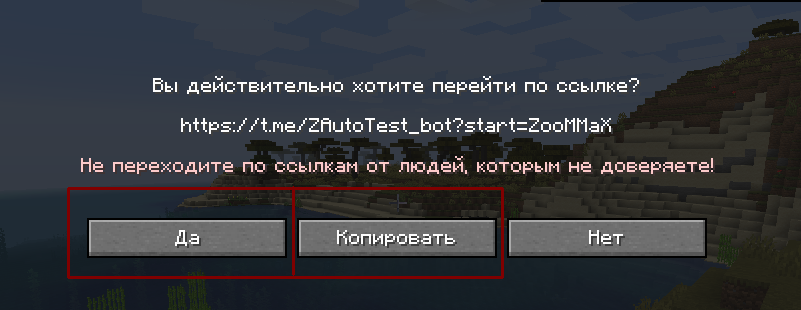 Вы действительно хотите перейти по ссылке?
https://t.me/ZAutoTest_bot?start=ZooMMaX
Не переходите по ссылкам от людей, которым не доверяете!
Да Копировать Нет